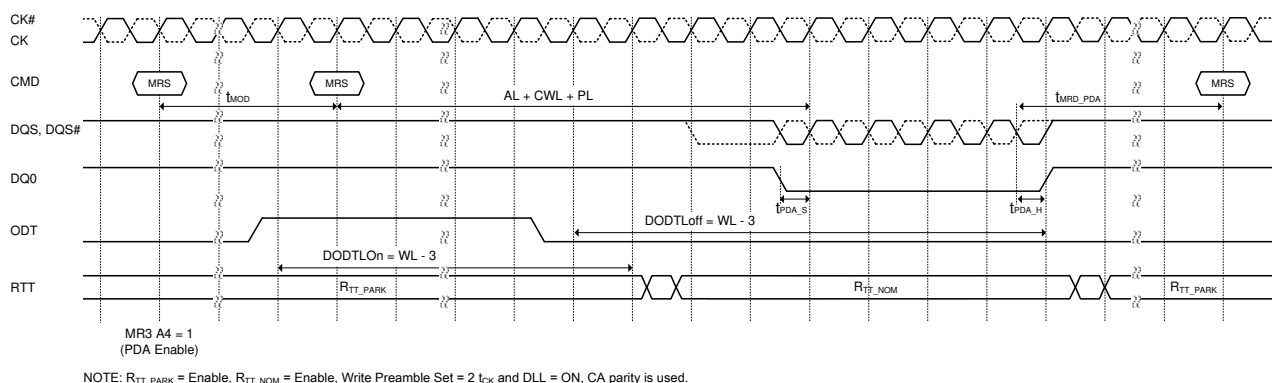 CK#
CK
CMD
MRS
MRS
MRS
tMOD
AL + CWL + PL
tMRD_PDA
DQS, DQS#
DQ0
tPDA_S
tPDA_H
ODT
DODTLoff = WL - 3
DODTLOn = WL - 3
RTT
RTT_PARK
RTT_NOM
RTT_PARK
MR3 A4 = 1
(PDA Enable)
NOTE: RTT_PARK = Enable, RTT_NOM = Enable, Write Preamble Set = 2 tCK and DLL = ON, CA parity is used.